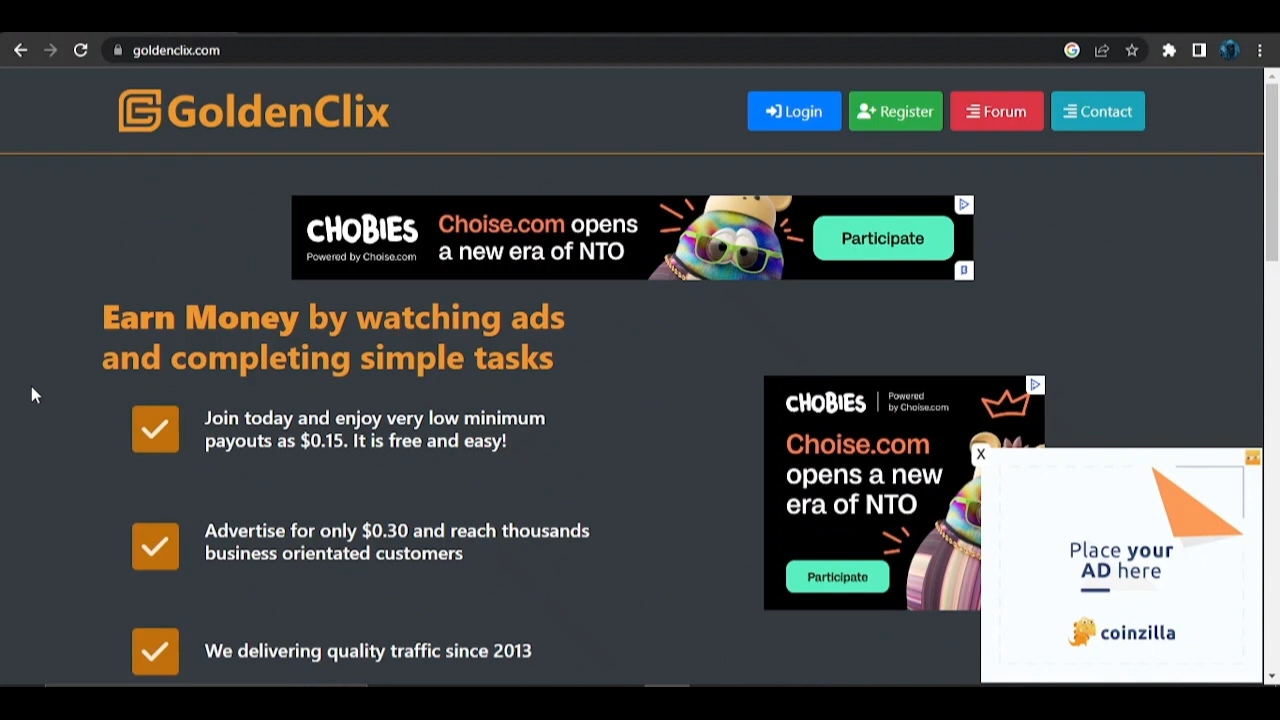 goldenclix.com
GoldenClix
Login
Register
Forum
Contact
CHOBIES
Powered by Choise.com
Choise.com opens
a new era of NTO
Participate
Earn Money by watching ads
and completing simple tasks
Join today and enjoy very low minimum
payouts as $0.15. It is free and easy!
Advertise for only $0.30 and reach thousands
business orientated customers
We delivering quality traffic since 2013
CHOBIES
Powered
by Choise.com
Choise.com
opens a new
era of NTO
Participate
X
Place your
AD here
coinzilla